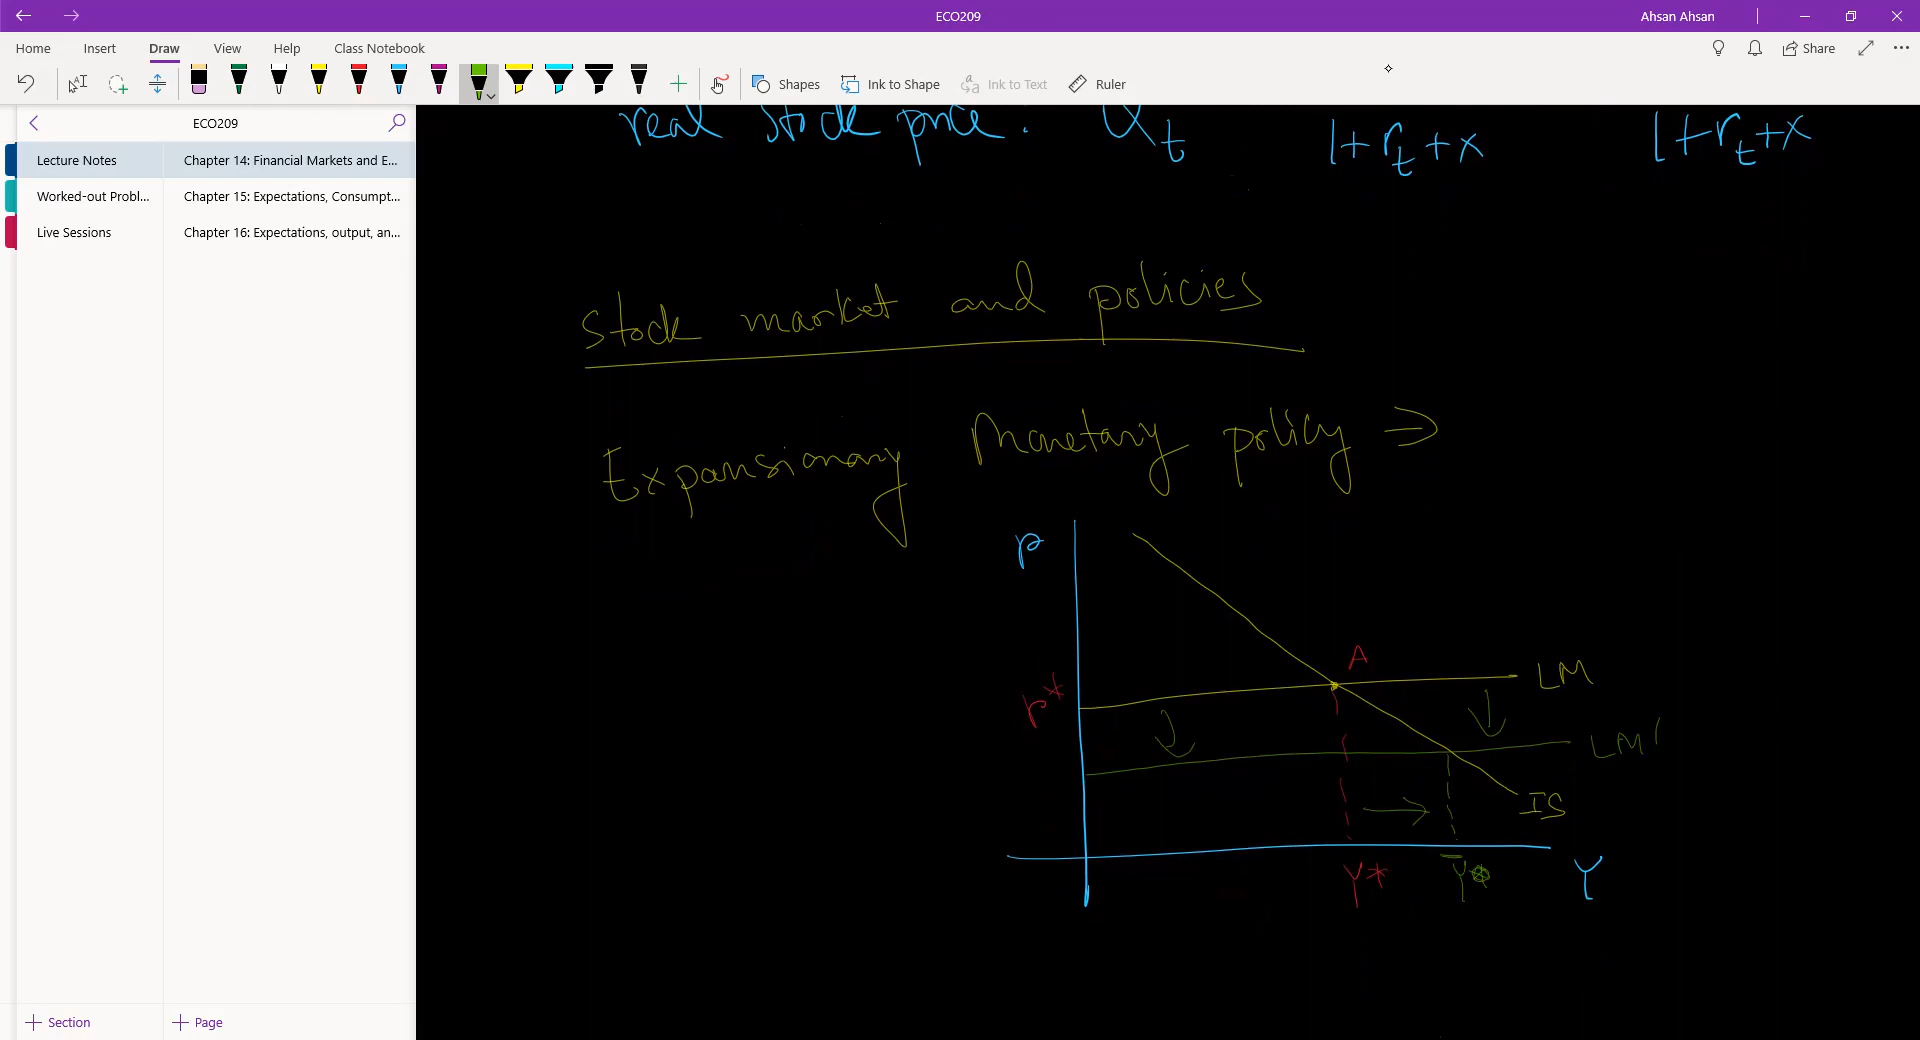 ECO209
Ahsan Ahsan
Home Insert Draw View Help Class Notebook
Share
Shapes Ink to Shape Ink to Text Ruler
ECO209
Lecture Notes
Worked-out Probl...
Live Sessions
Chapter 14: Financial Markets and E...
Chapter 15: Expectations, Consumpt...
Chapter 16: Expectations, output, an...
real stock price: Qt 1+rt+x 1+rt+x
Stock market and policies
Expansionary Monetary policy ⇒
r
A
LM
r*
LM'
IS
Y* Y Y
Section
Page